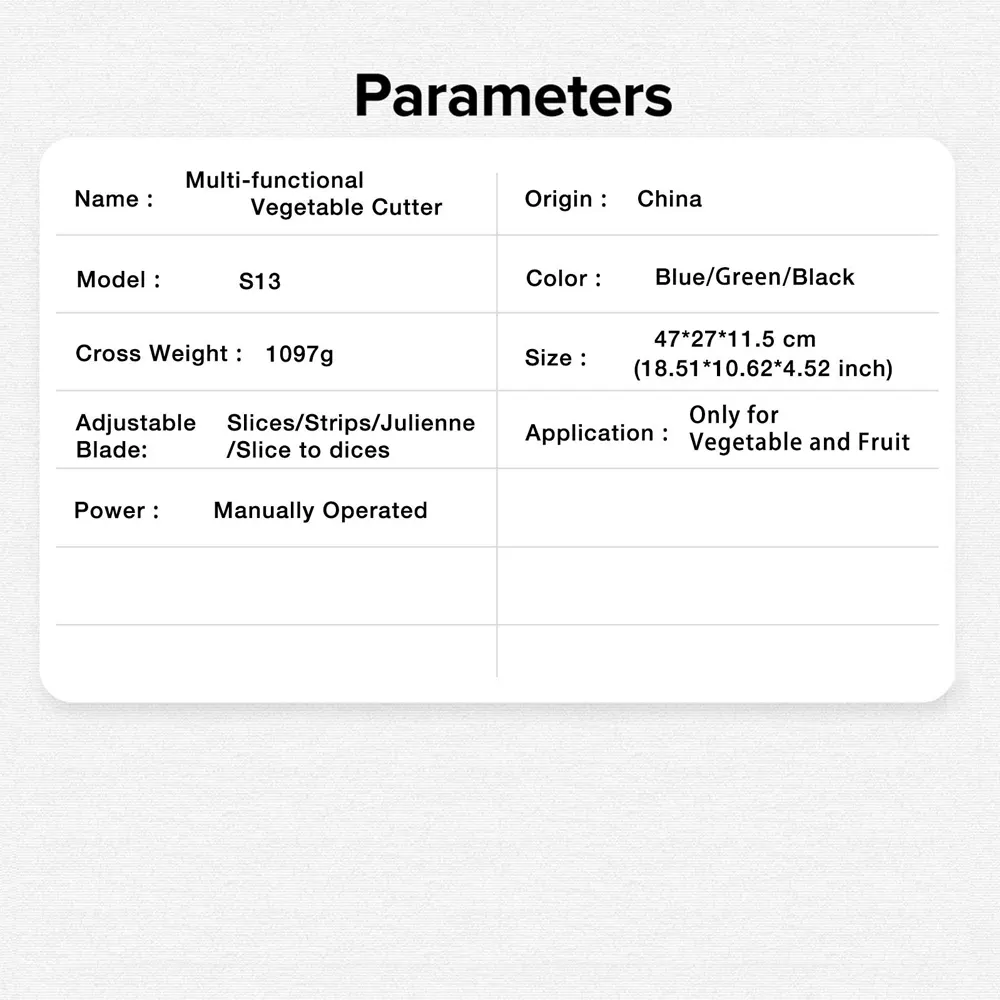 Parameters
Name : Multi-functional
Vegetable Cutter
Origin : China
Model : S13
Color : Blue/Green/Black
Cross Weight : 1097g
Size : 47*27*11.5 cm
(18.51*10.62*4.52 inch)
Adjustable
Blade:
Slices/Strips/Julienne
/Slice to dices
Application : Only for
Vegetable and Fruit
Power : Manually Operated